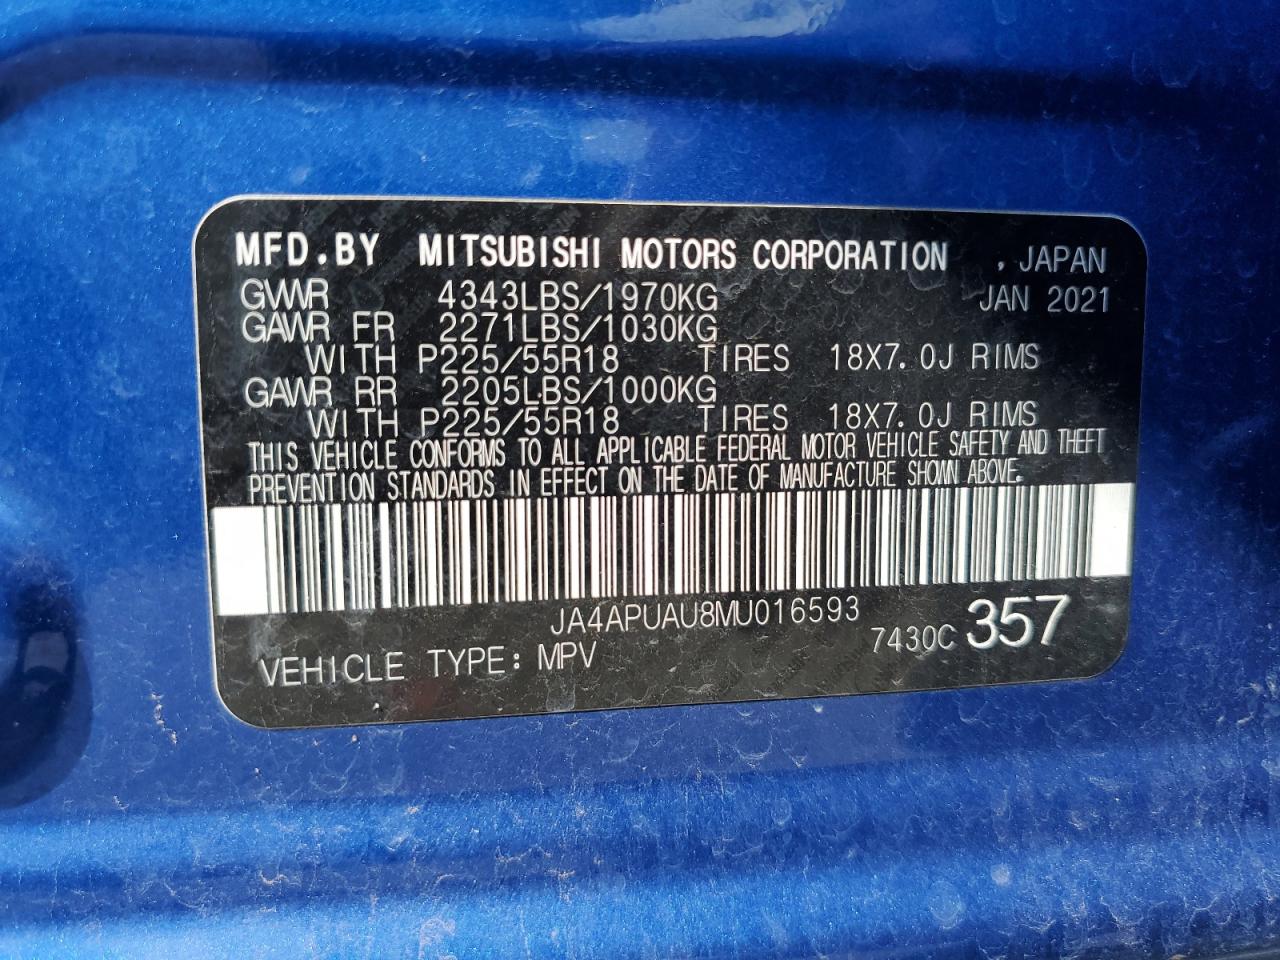 MFD.BY MITSUBISHI MOTORS CORPORATION , JAPAN
GVWR 4343LBS/1970KG JAN 2021
GAWR FR 2271LBS/1030KG
WITH P225/55R18 TIRES 18X7.0J RIMS
GAWR RR 2205LBS/1000KG
WITH P225/55R18 TIRES 18X7.0J RIMS
THIS VEHICLE CONFORMS TO ALL APPLICABLE FEDERAL MOTOR VEHICLE SAFETY AND THEFT
PREVENTION STANDARDS IN EFFECT ON THE DATE OF MANUFACTURE SHOWN ABOVE.
JA4APUAU8MU016593
VEHICLE TYPE: MPV 7430C 357